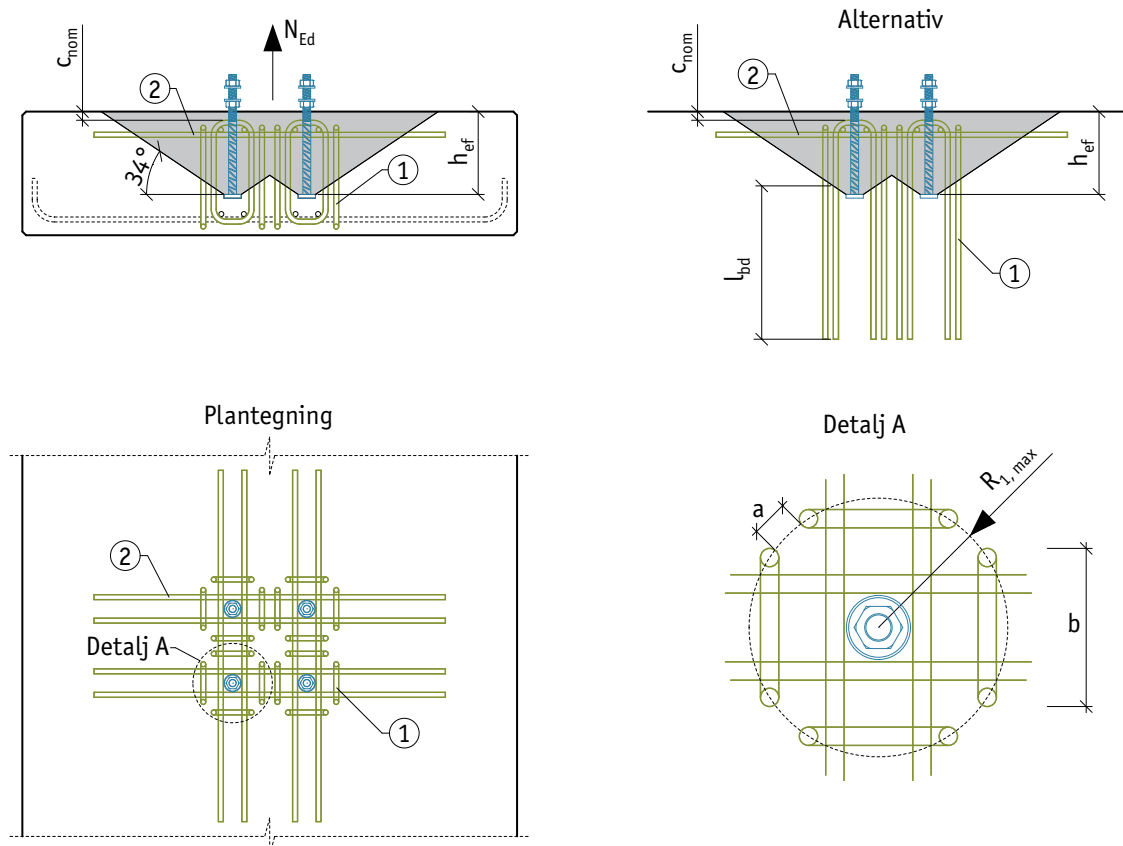 c_nom
N_Ed
2
34°
h_ef
1
Alternativ
c_nom
2
h_ef
l_bd
1
Plantegning
2
Detalj A
1
Detalj A
R_1, max
a
b